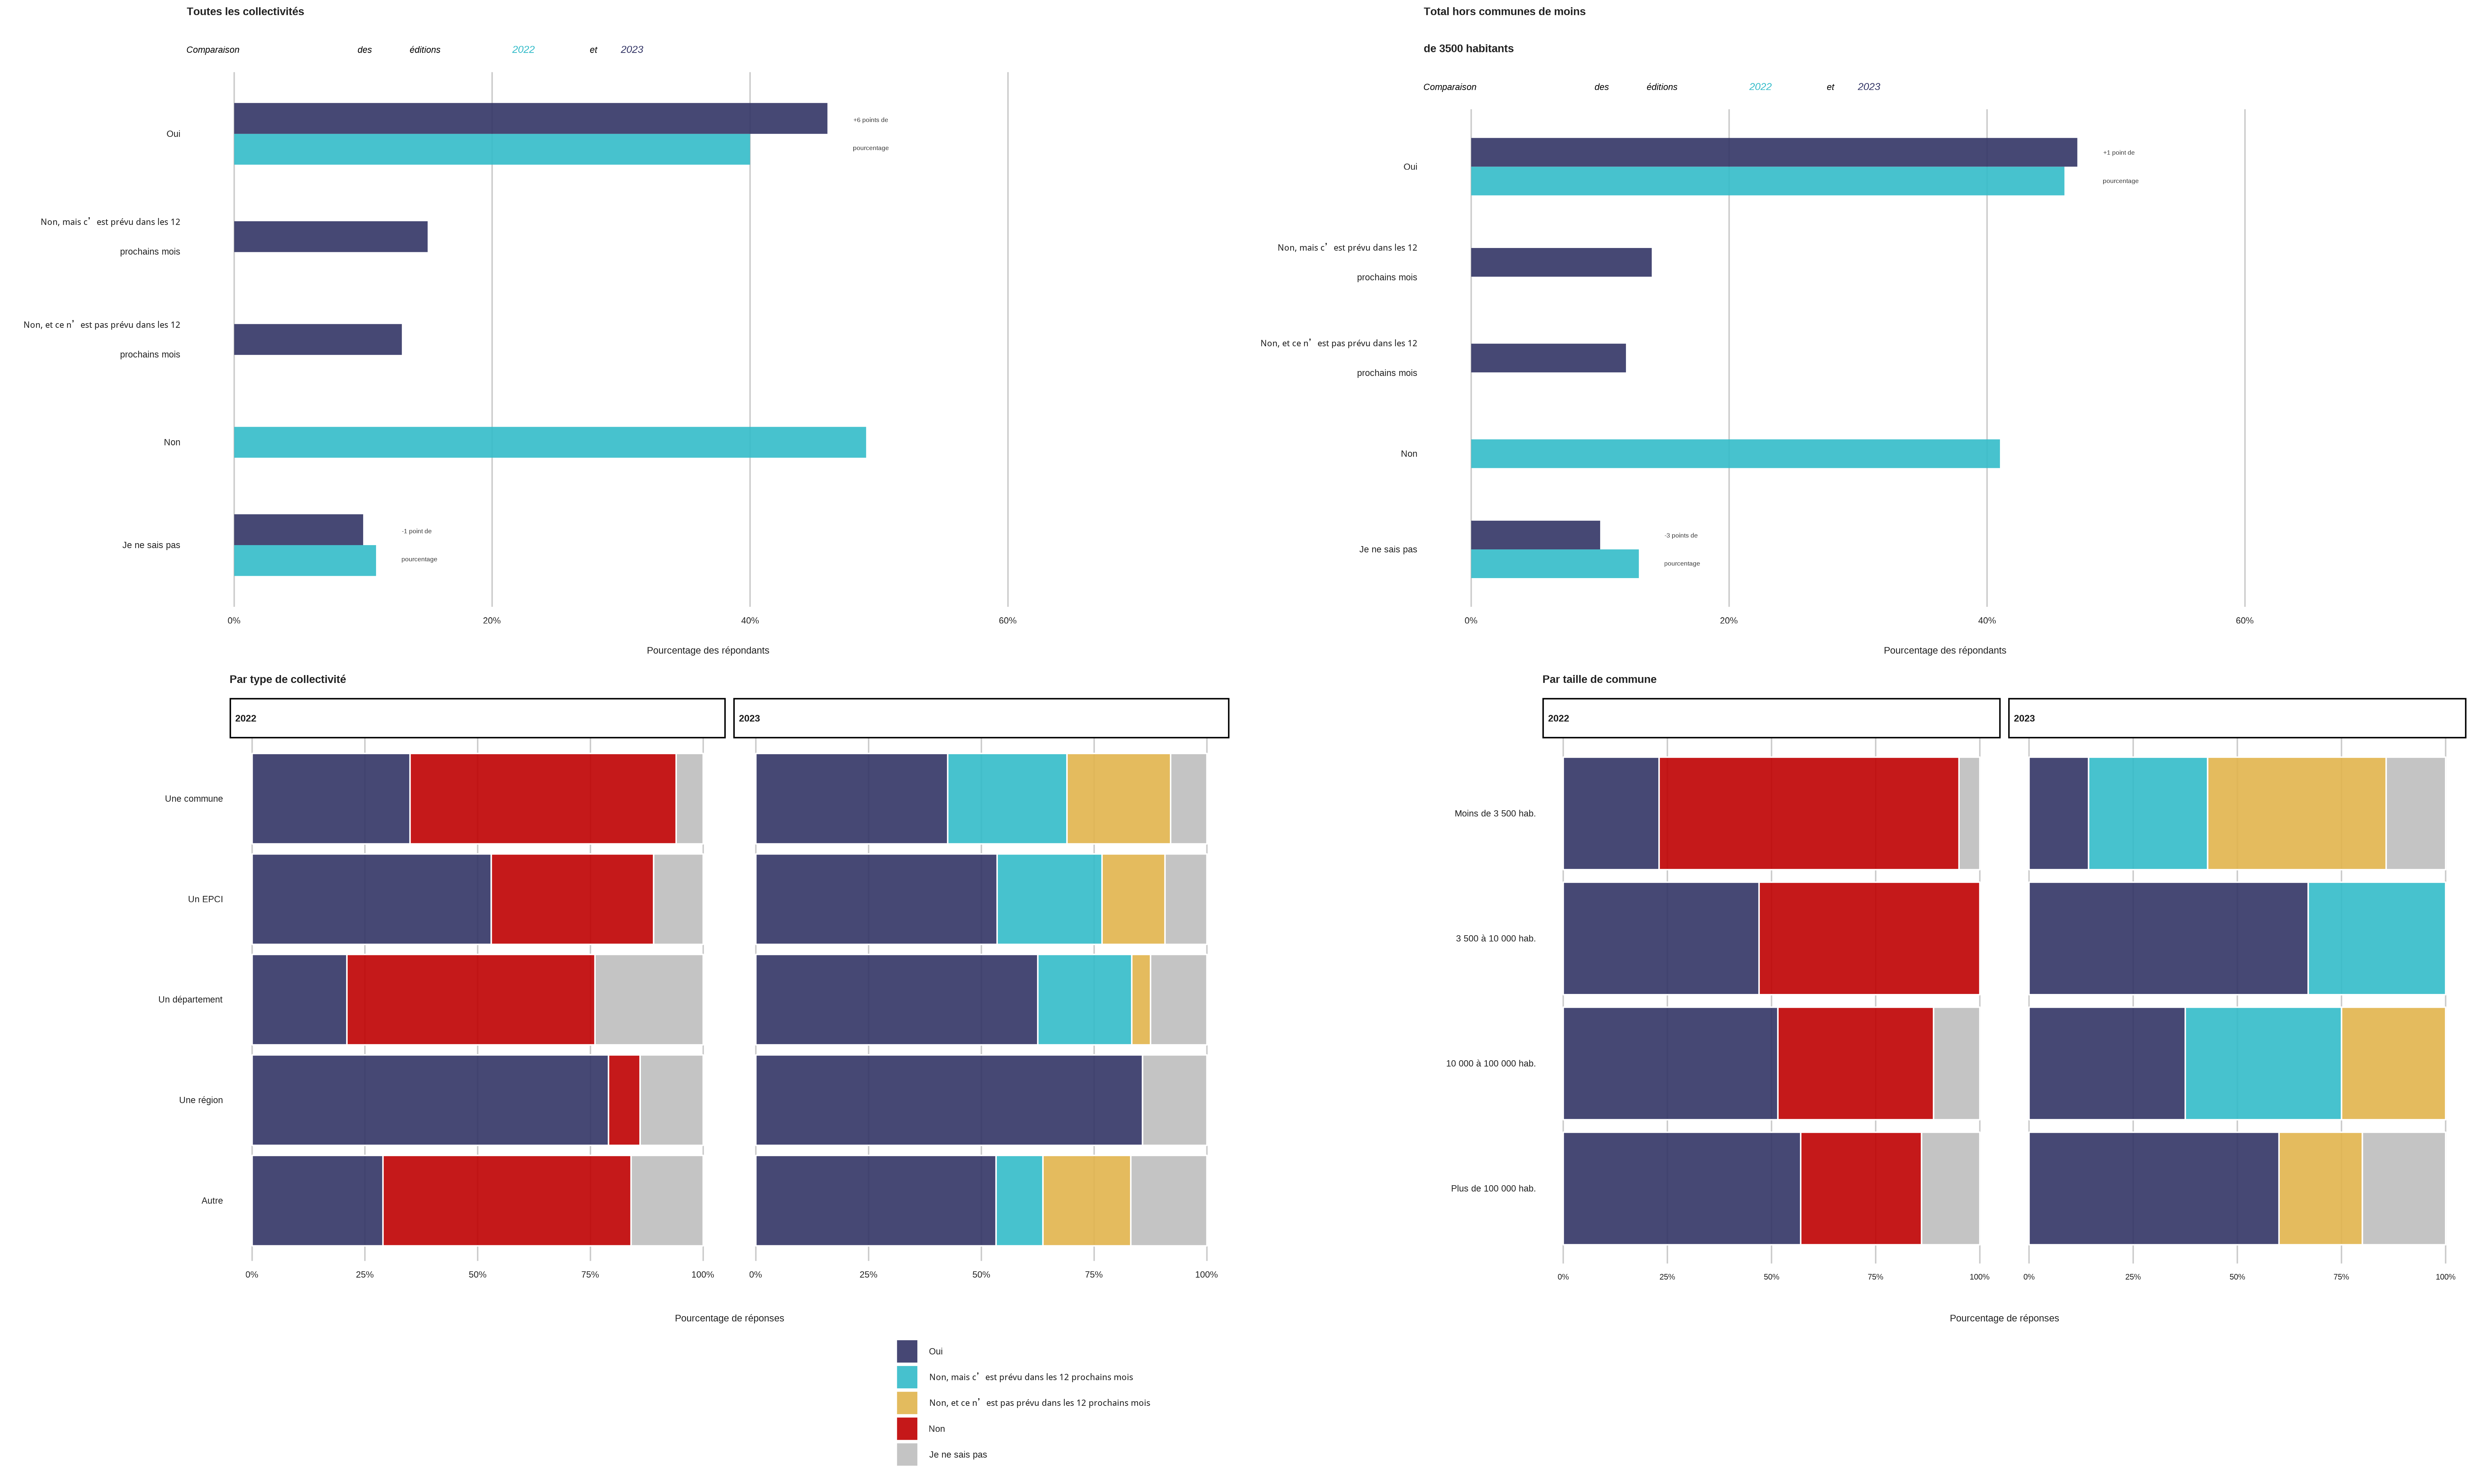 Toutes les collectivités
Comparaison des éditions 2022 et 2023
Oui
+6 points de
pourcentage
Non, mais c’est prévu dans les 12
prochains mois
Non, et ce n’est pas prévu dans les 12
prochains mois
Non
Je ne sais pas
-1 point de
pourcentage
0% 20% 40% 60%
Pourcentage des répondants
Total hors communes de moins
de 3500 habitants
Comparaison des éditions 2022 et 2023
Oui
+1 point de
pourcentage
Non, mais c’est prévu dans les 12
prochains mois
Non, et ce n’est pas prévu dans les 12
prochains mois
Non
Je ne sais pas
-3 points de
pourcentage
0% 20% 40% 60%
Pourcentage des répondants
Par type de collectivité
2022 2023
Une commune
Un EPCI
Un département
Une région
Autre
0% 25% 50% 75% 100% 0% 25% 50% 75% 100%
Pourcentage de réponses
Par taille de commune
2022 2023
Moins de 3 500 hab.
3 500 à 10 000 hab.
10 000 à 100 000 hab.
Plus de 100 000 hab.
0% 25% 50% 75% 100% 0% 25% 50% 75% 100%
Pourcentage de réponses
Oui
Non, mais c’est prévu dans les 12 prochains mois
Non, et ce n’est pas prévu dans les 12 prochains mois
Non
Je ne sais pas